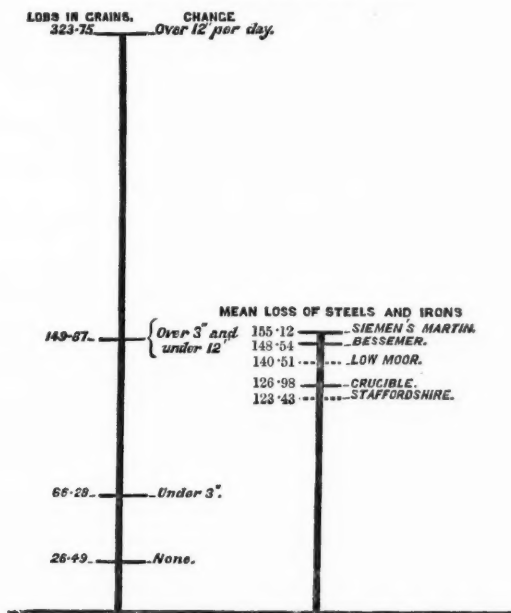 LOSS IN GRAINS. CHANGE
323·75 Over 12" per day.
MEAN LOSS OF STEELS AND IRONS
149·87 { Over 3" and under 12"
155·12 SIEMEN'S MARTIN.
148·54 BESSEMER.
140·51 LOW MOOR.
126·98 CRUCIBLE.
123·43 STAFFORDSHIRE.
66·28 Under 3".
26·49 None.